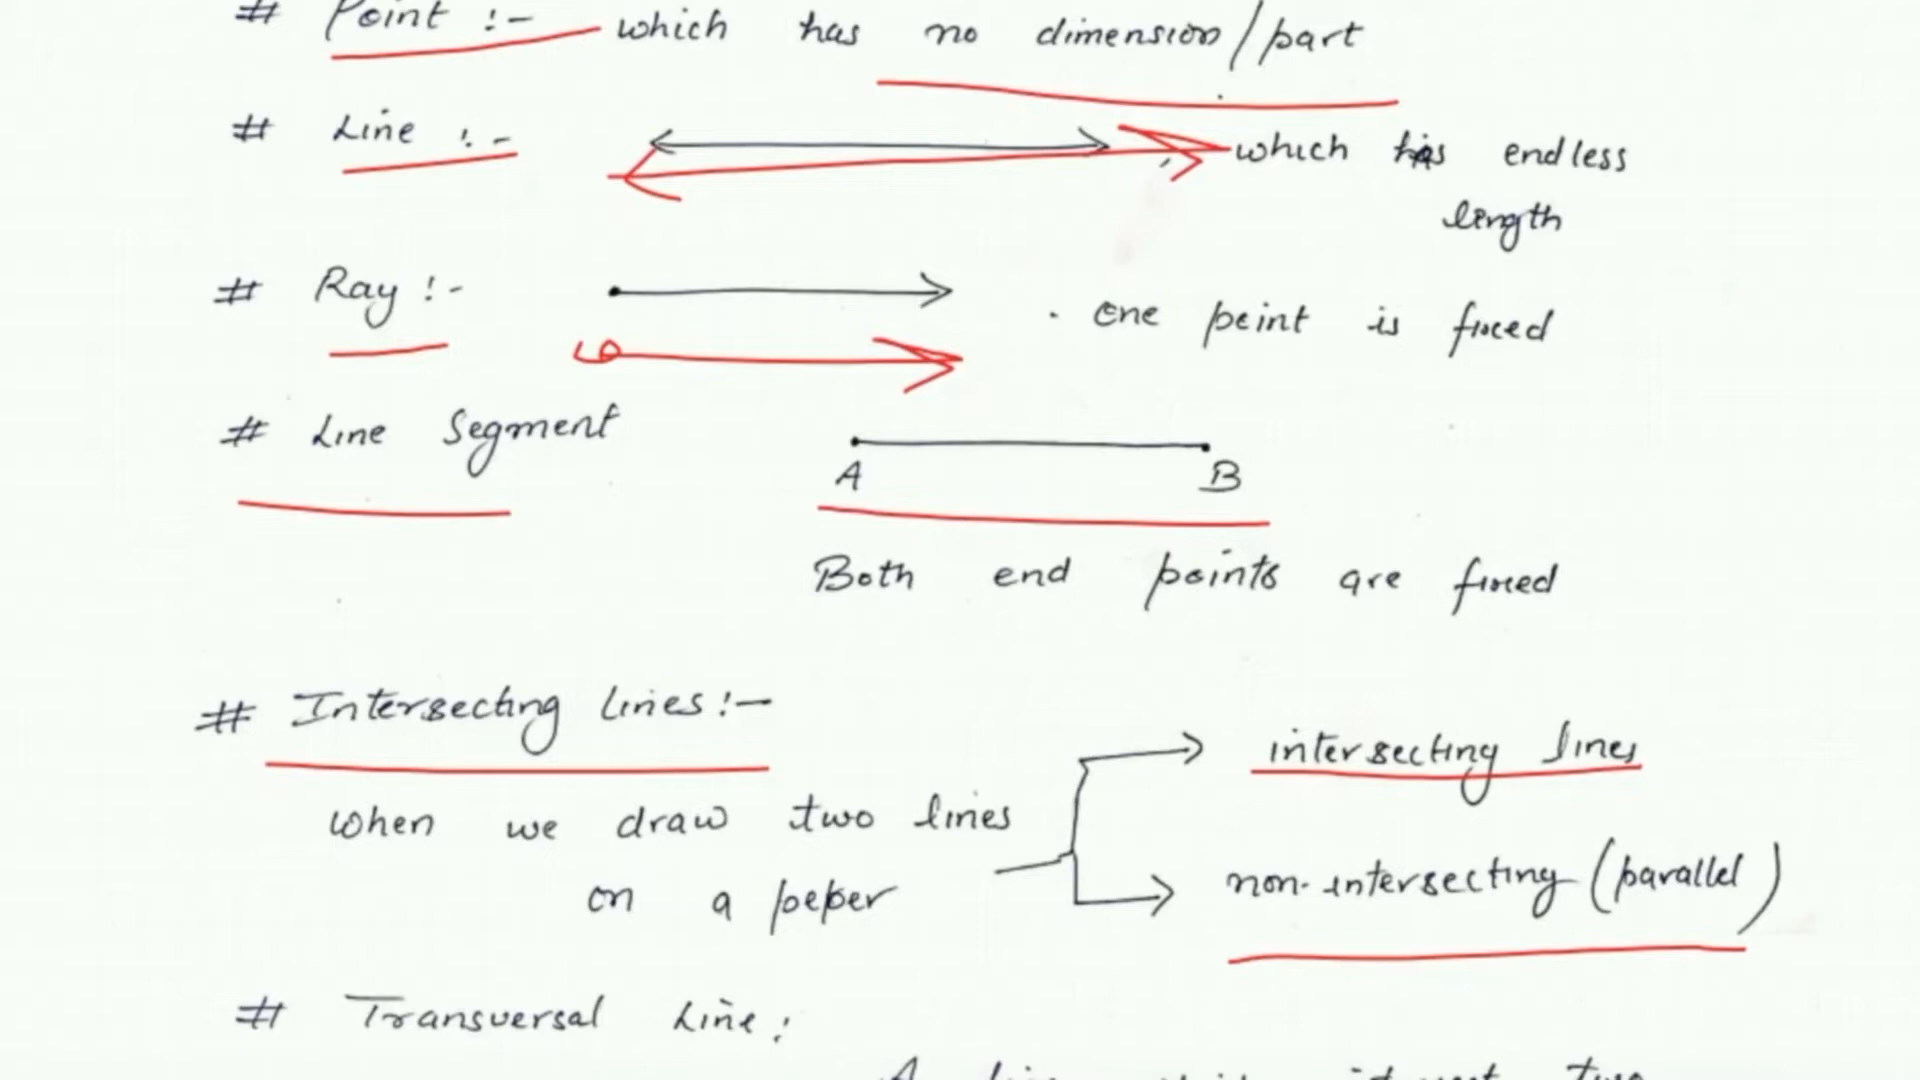 # Point :- which has no dimension/part
# Line :- which has endless
length
# Ray :- . one point is fixed
# Line Segment
A B
Both end points are fixed
# Intersecting lines :-
intersecting lines
when we draw two lines
on a peper
non-intersecting (parallel)
# Transversal Line :
A
two